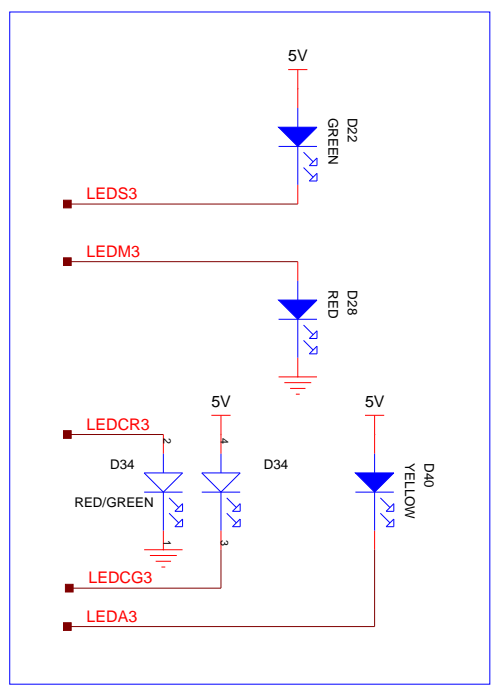 5V
D22
GREEN
LEDS3
LEDM3
D28
RED
5V
5V
LEDCR3
2
4
D34
D34
D40
YELLOW
RED/GREEN
1
3
LEDCG3
LEDA3